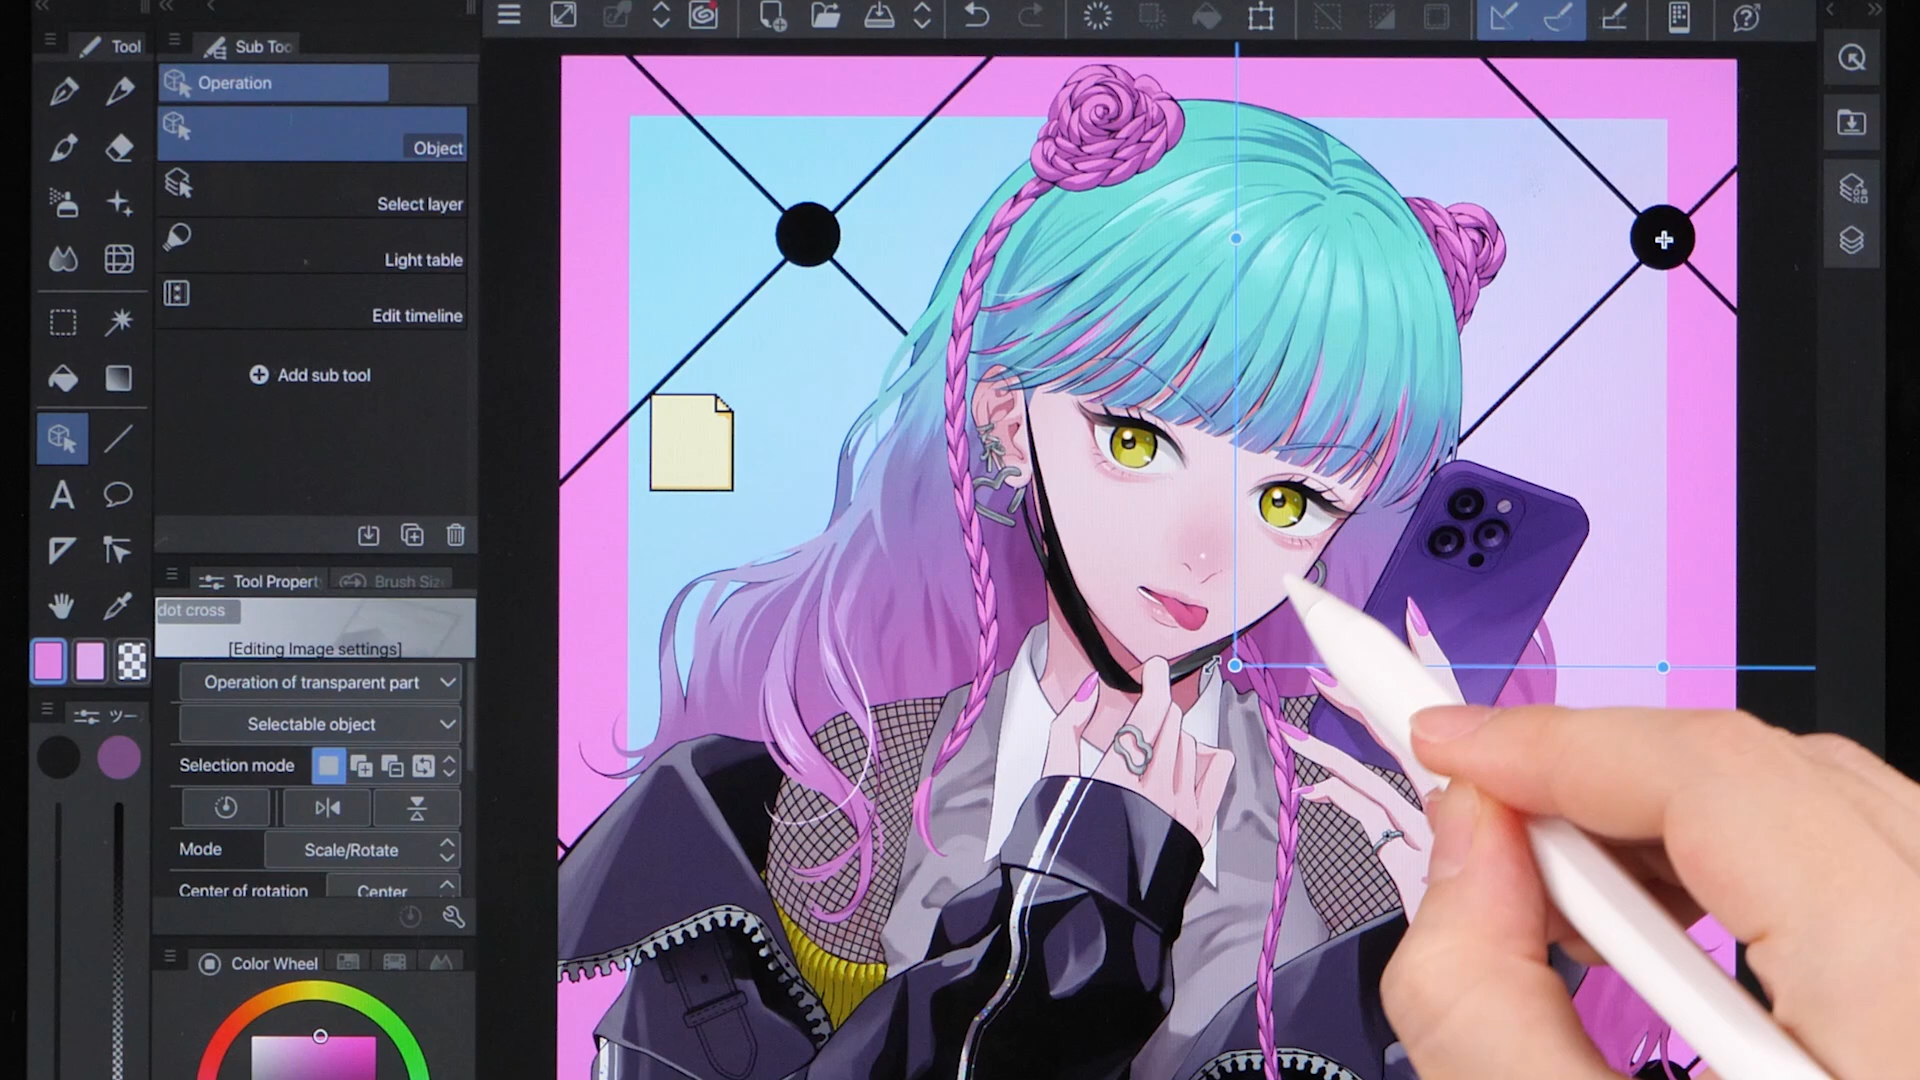 Tool
Sub Too
Operation
Object
Select layer
Light table
Edit timeline
Add sub tool
A
Tool Propert
Brush Siz
dot cross
[Editing Image settings]
Operation of transparent part
Selectable object
Selection mode
Mode
Scale/Rotate
Center of rotation
Center
ツー
Color Wheel